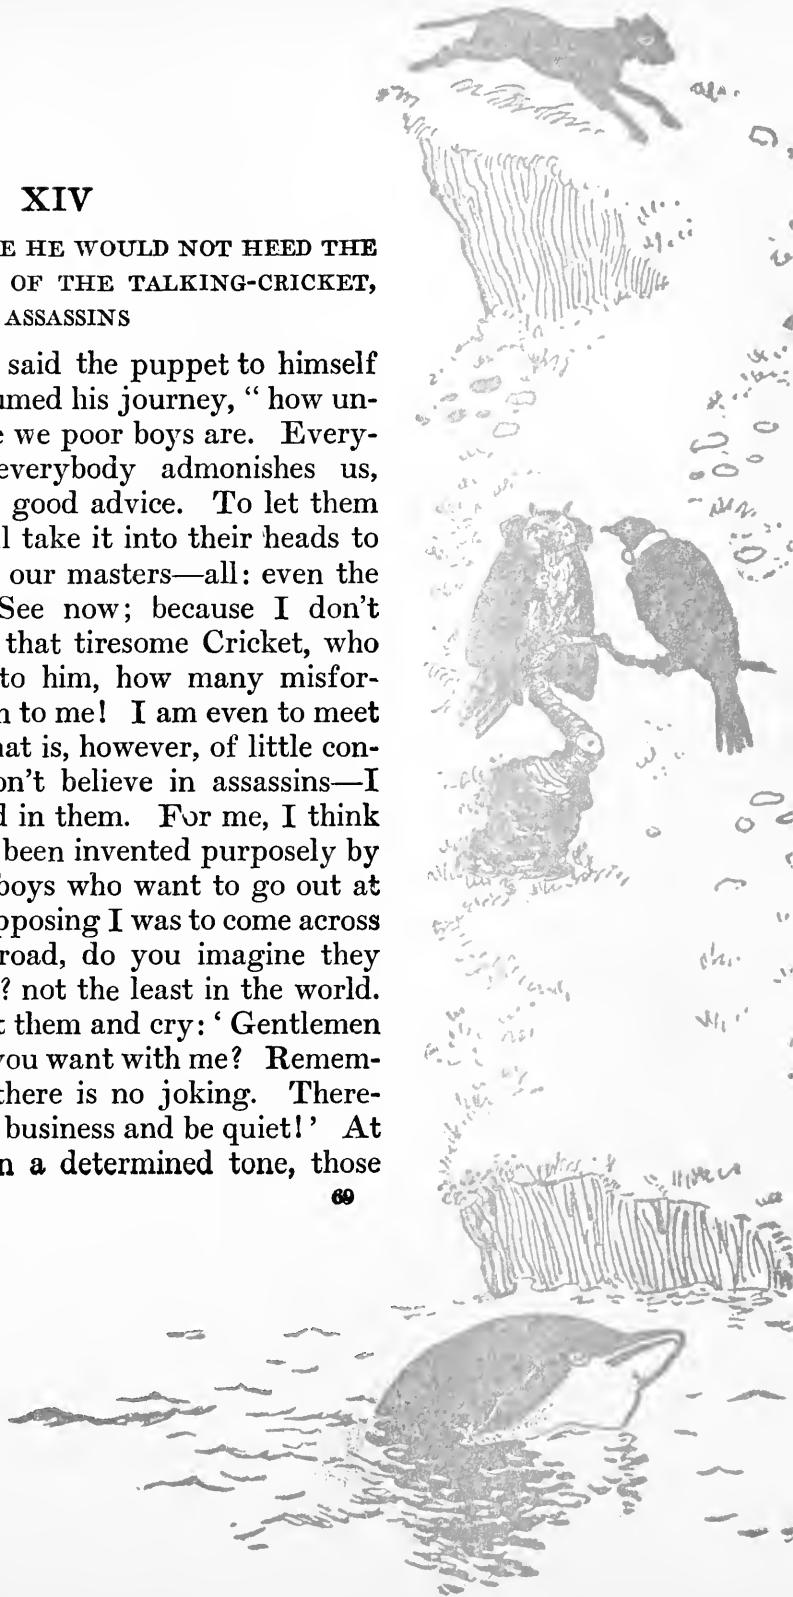 XIV
E HE WOULD NOT HEED THE
OF THE TALKING-CRICKET,
ASSASSINS
said the puppet to himself
umed his journey, “ how un-
e we poor boys are. Every-
everybody admonishes us,
good advice. To let them
l take it into their heads to
our masters—all: even the
See now; because I don't
that tiresome Cricket, who
to him, how many misfor-
n to me! I am even to meet
hat is, however, of little con-
on't believe in assassins—I
d in them. For me, I think
been invented purposely by
boys who want to go out at
pposing I was to come across
road, do you imagine they
? not the least in the world.
t them and cry: ‘ Gentlemen
you want with me? Remem-
there is no joking. There-
business and be quiet! ’ At
n a determined tone, those
69